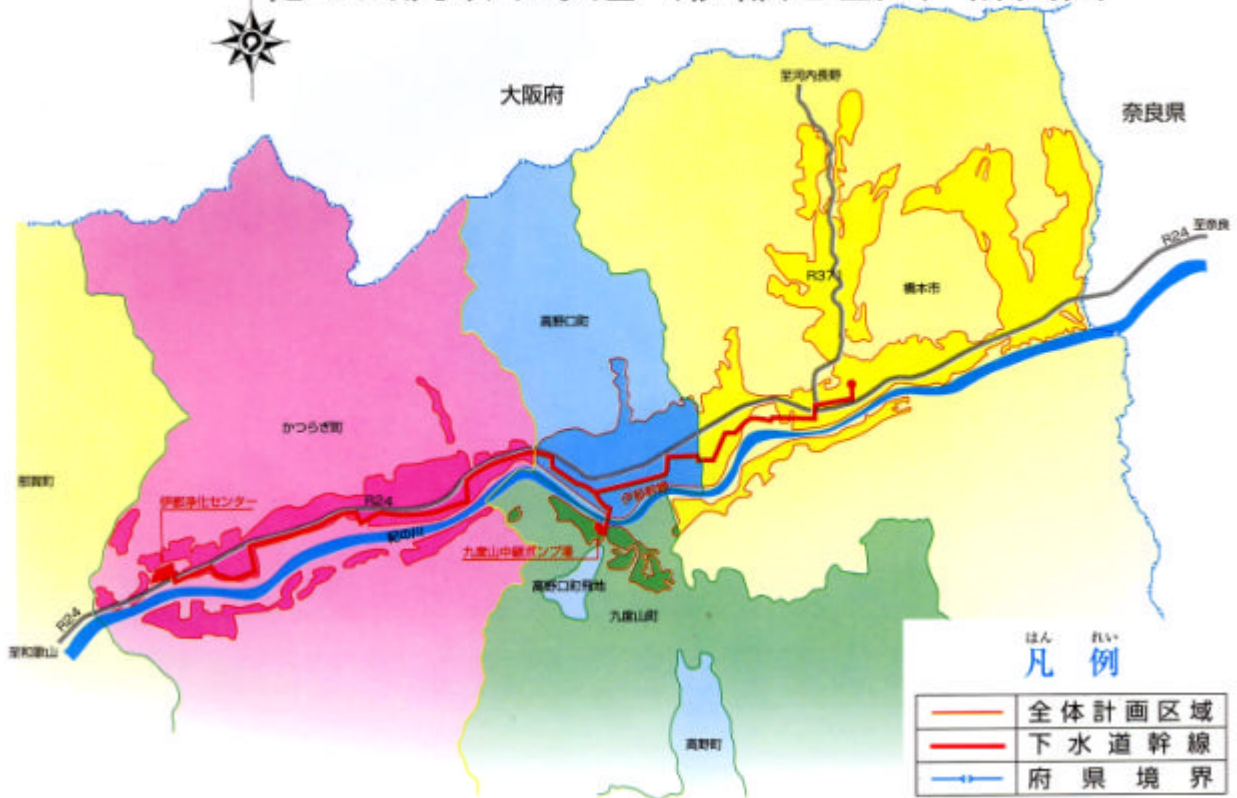 大阪府
奈良県
至河内長野
R24
至奈良
R371
橋本市
高野口町
かつらぎ町
那賀町
伊都浄化センター
R24
伊都幹線
紀の川
九度山中継ポンプ場
高野口町飛地
九度山町
R24
至和歌山
高野町
はん れい
凡 例
全体計画区域
下水道幹線
府県境界